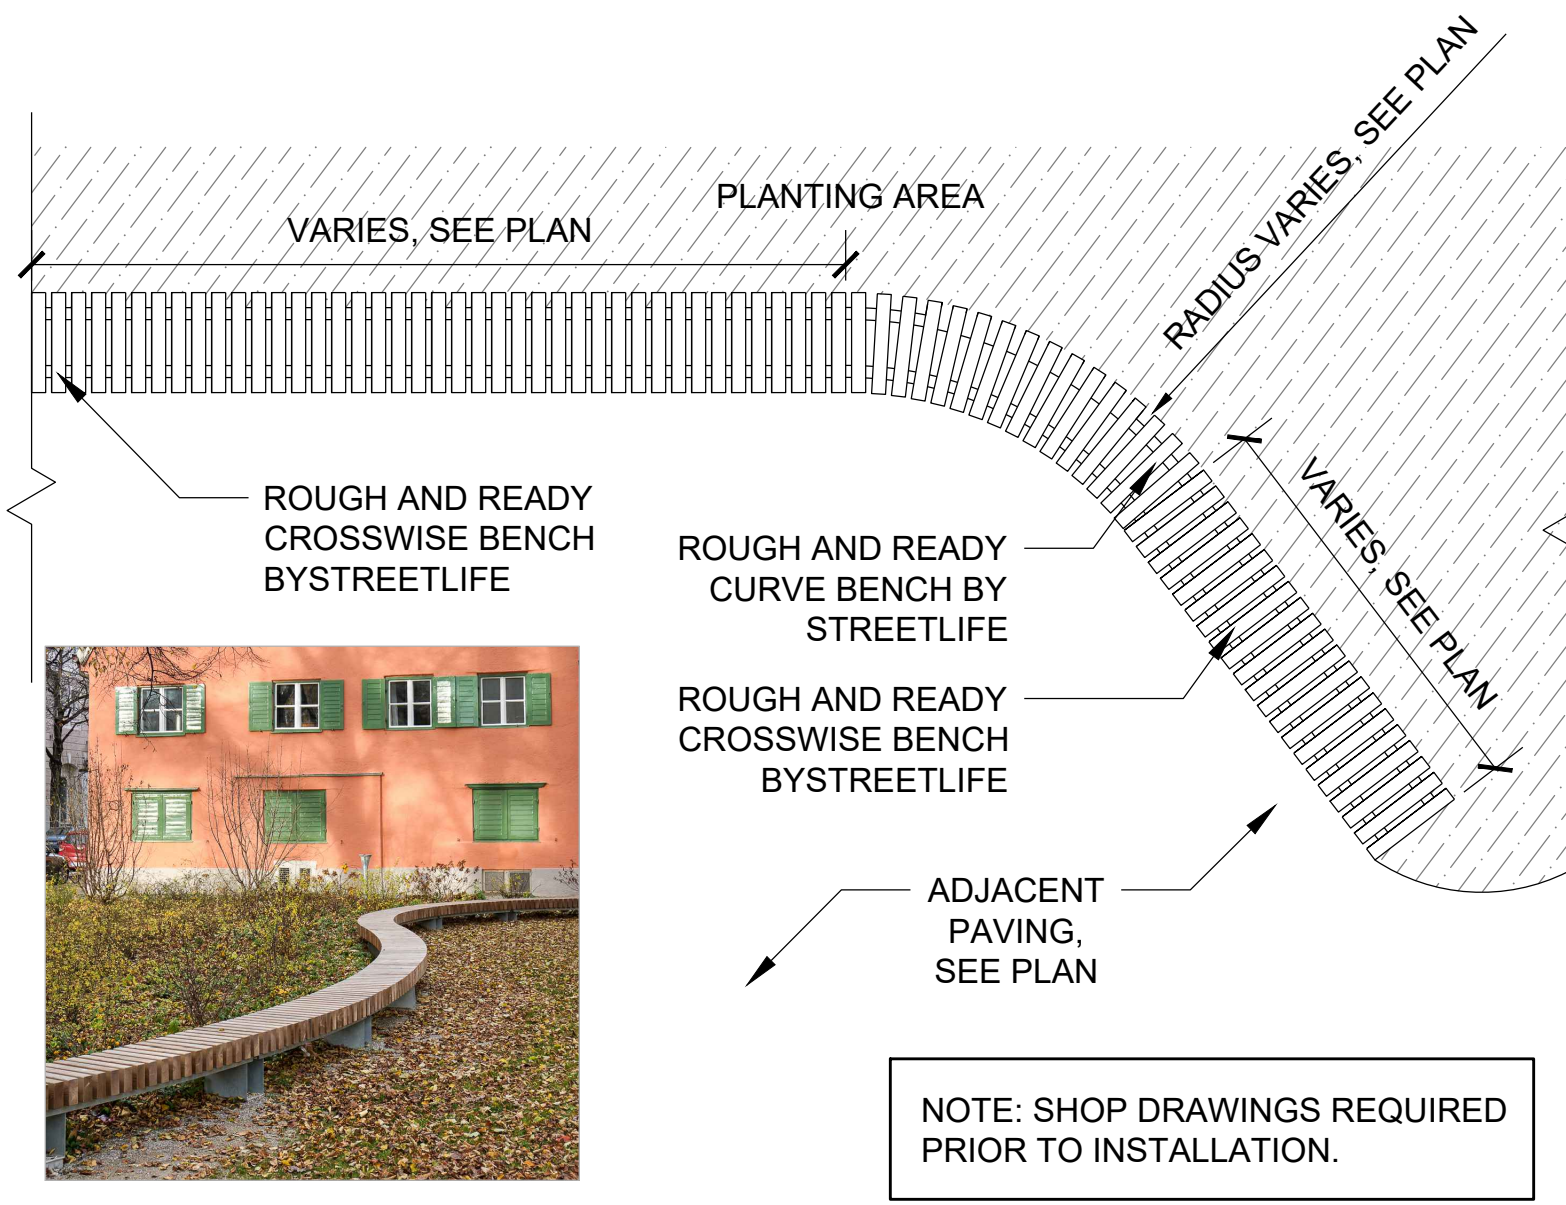 RADIUS VARIES, SEE PLAN
PLANTING AREA
VARIES, SEE PLAN
ROUGH AND READY
CROSSWISE BENCH
BYSTREETLIFE
VARIES, SEE PLAN
ROUGH AND READY
CURVE BENCH BY
STREETLIFE
ROUGH AND READY
CROSSWISE BENCH
BYSTREETLIFE
ADJACENT
PAVING,
SEE PLAN
NOTE: SHOP DRAWINGS REQUIRED
PRIOR TO INSTALLATION.